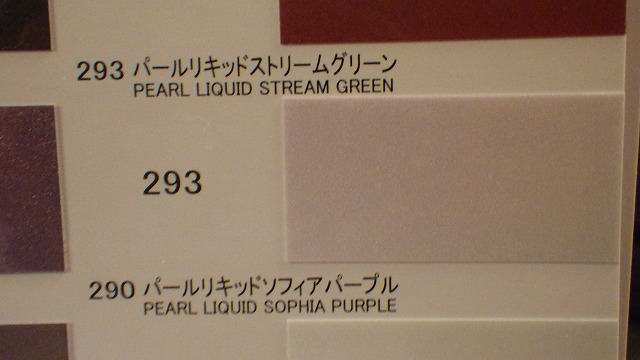 293 パールリキッドストリームグリーン
PEARL LIQUID STREAM GREEN
293
290 パールリキッドソフィアパープル
PEARL LIQUID SOPHIA PURPLE